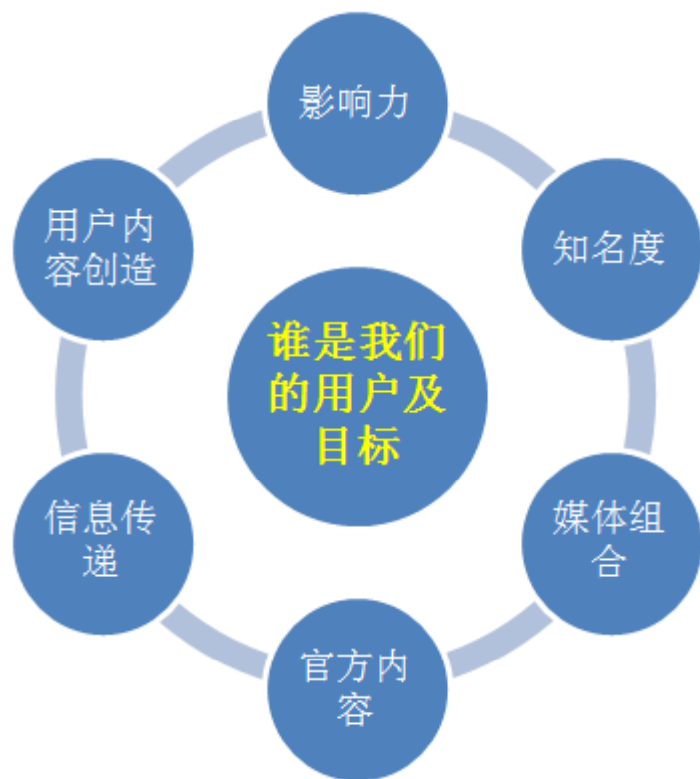 影响力
知名度
媒体组
合
官方内
容
信息传
递
用户内
容创造
谁是我们
的用户及
目标